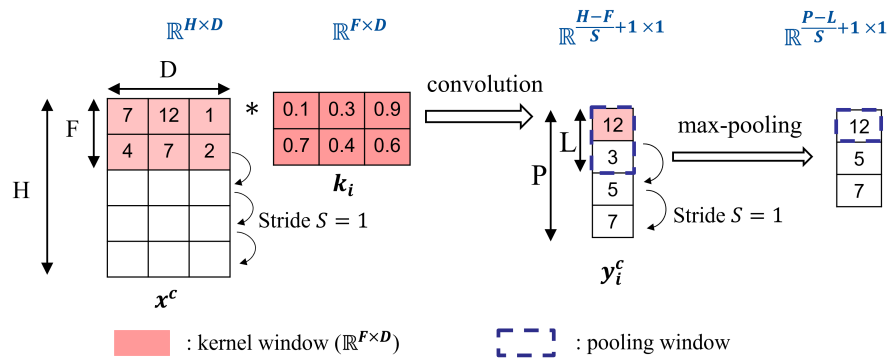 ℝ^{H×D} ℝ^{F×D} ℝ^{\frac{H−F}{S}+1×1} ℝ^{\frac{P−L}{S}+1×1}
D
H
F
7 12 1
4 7 2
*
0.1 0.3 0.9
0.7 0.4 0.6
k_i
Stride S = 1
x^c
convolution
P
L
12
3
5
7
Stride S = 1
y_i^c
max-pooling
12
5
7
: kernel window (ℝ^{F×D})
: pooling window